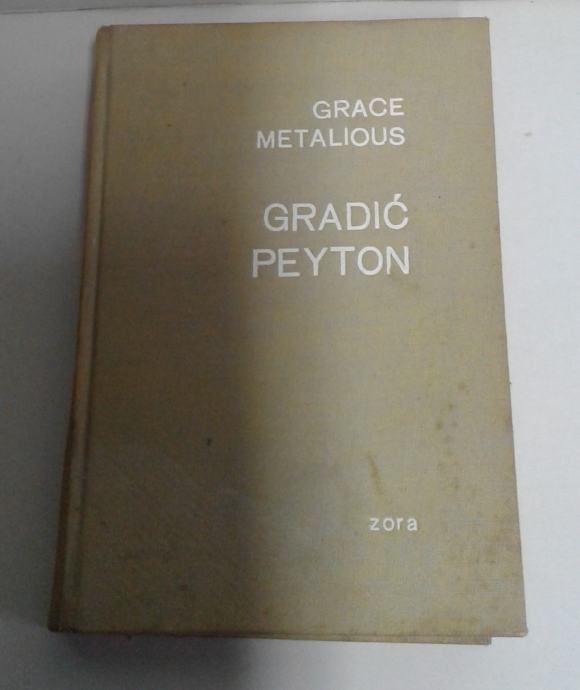 GRACE
METALIOUS
GRADIĆ
PEYTON
zora